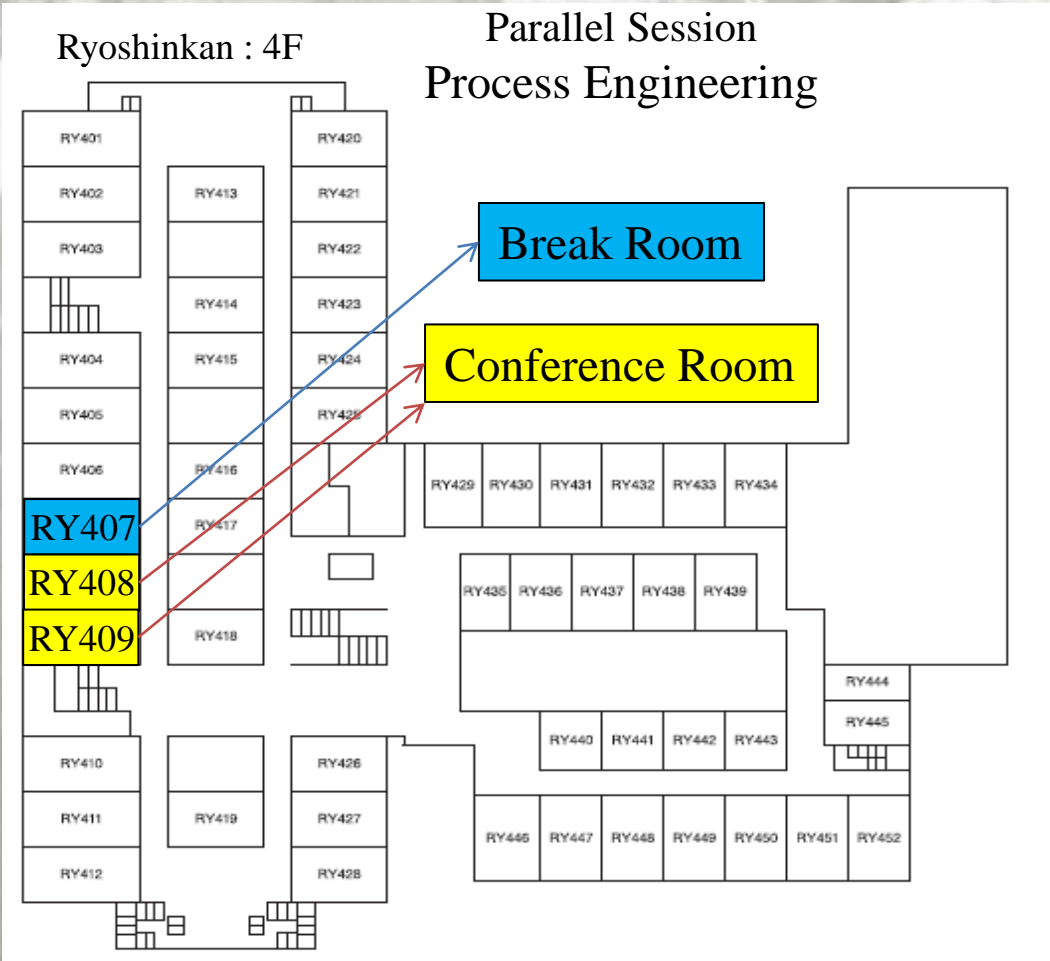 Ryoshinkan : 4F
Parallel Session
Process Engineering
RY401
RY420
RY402
RY413
RY421
RY403
RY422
Break Room
RY414
RY423
RY404
RY415
RY424
Conference Room
RY405
RY425
RY406
RY416
RY429 RY430 RY431 RY432 RY433 RY434
RY407
RY417
RY408
RY435 RY436 RY437 RY438 RY439
RY409
RY418
RY444
RY445
RY440 RY441 RY442 RY443
RY410
RY426
RY411
RY419
RY427
RY446 RY447 RY448 RY449 RY450 RY451 RY452
RY412
RY428